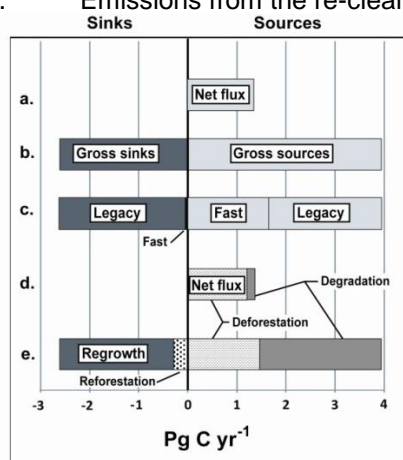 . Emissions from the re-clear
Sinks Sources
a. Net flux
b. Gross sinks Gross sources
c. Legacy Fast Legacy
Fast
d. Net flux Degradation
Deforestation
e. Regrowth
Reforestation
-3 -2 -1 0 1 2 3 4
Pg C yr-1